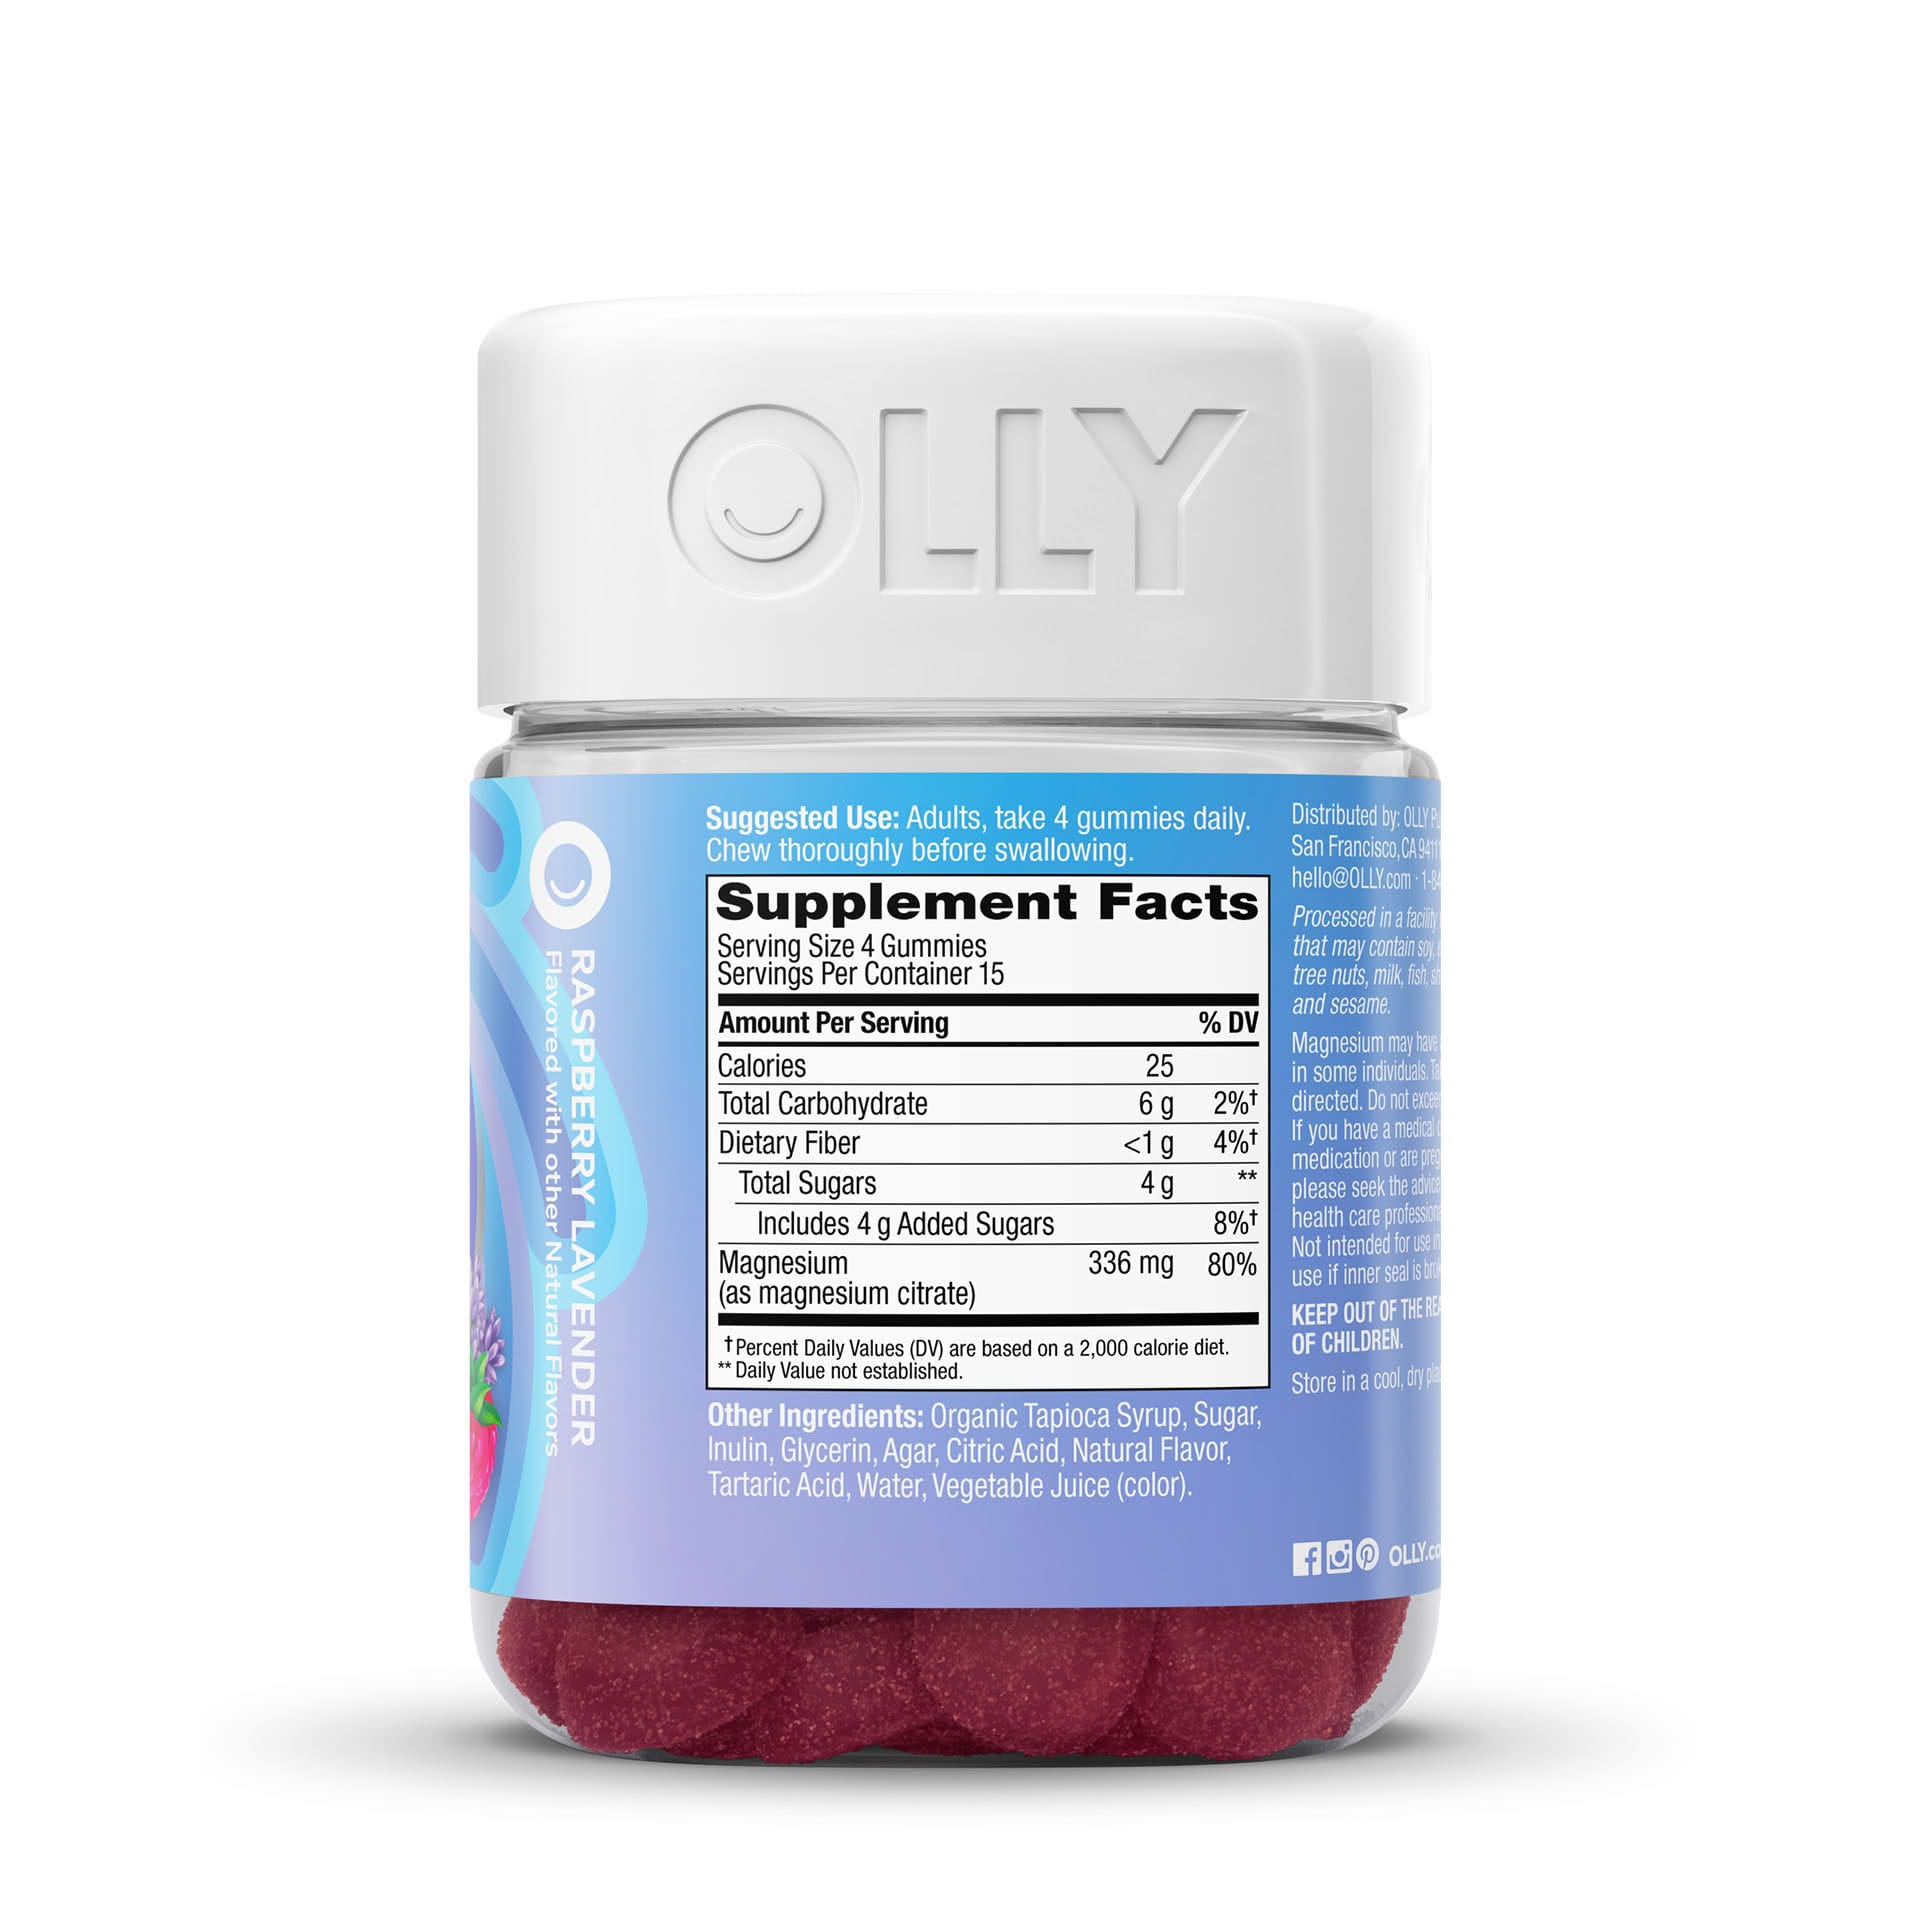 OLLY
RASPBERRY LAVENDER
Flavored with other Natural Flavors
Suggested Use: Adults, take 4 gummies daily.
Chew thoroughly before swallowing.
Supplement Facts
Serving Size 4 Gummies
Servings Per Container 15
Amount Per Serving % DV
Calories 25
Total Carbohydrate 6 g 2%†
Dietary Fiber <1 g 4%†
Total Sugars 4 g **
Includes 4 g Added Sugars 8%†
Magnesium 336 mg 80%
(as magnesium citrate)
† Percent Daily Values (DV) are based on a 2,000 calorie diet.
** Daily Value not established.
Other Ingredients: Organic Tapioca Syrup, Sugar,
Inulin, Glycerin, Agar, Citric Acid, Natural Flavor,
Tartaric Acid, Water, Vegetable Juice (color).
Distributed by: OLLY
San Francisco, CA 9411
hello@OLLY.com · 1-84
Processed in a facility
that may contain soy,
tree nuts, milk, fish,
and sesame.
Magnesium may have
in some individuals.
directed. Do not
If you have a medical
medication or are
please seek the
health care
Not intended for use
use if inner seal is
KEEP OUT OF THE
OF CHILDREN.
Store in a cool, dry
OLLY.co